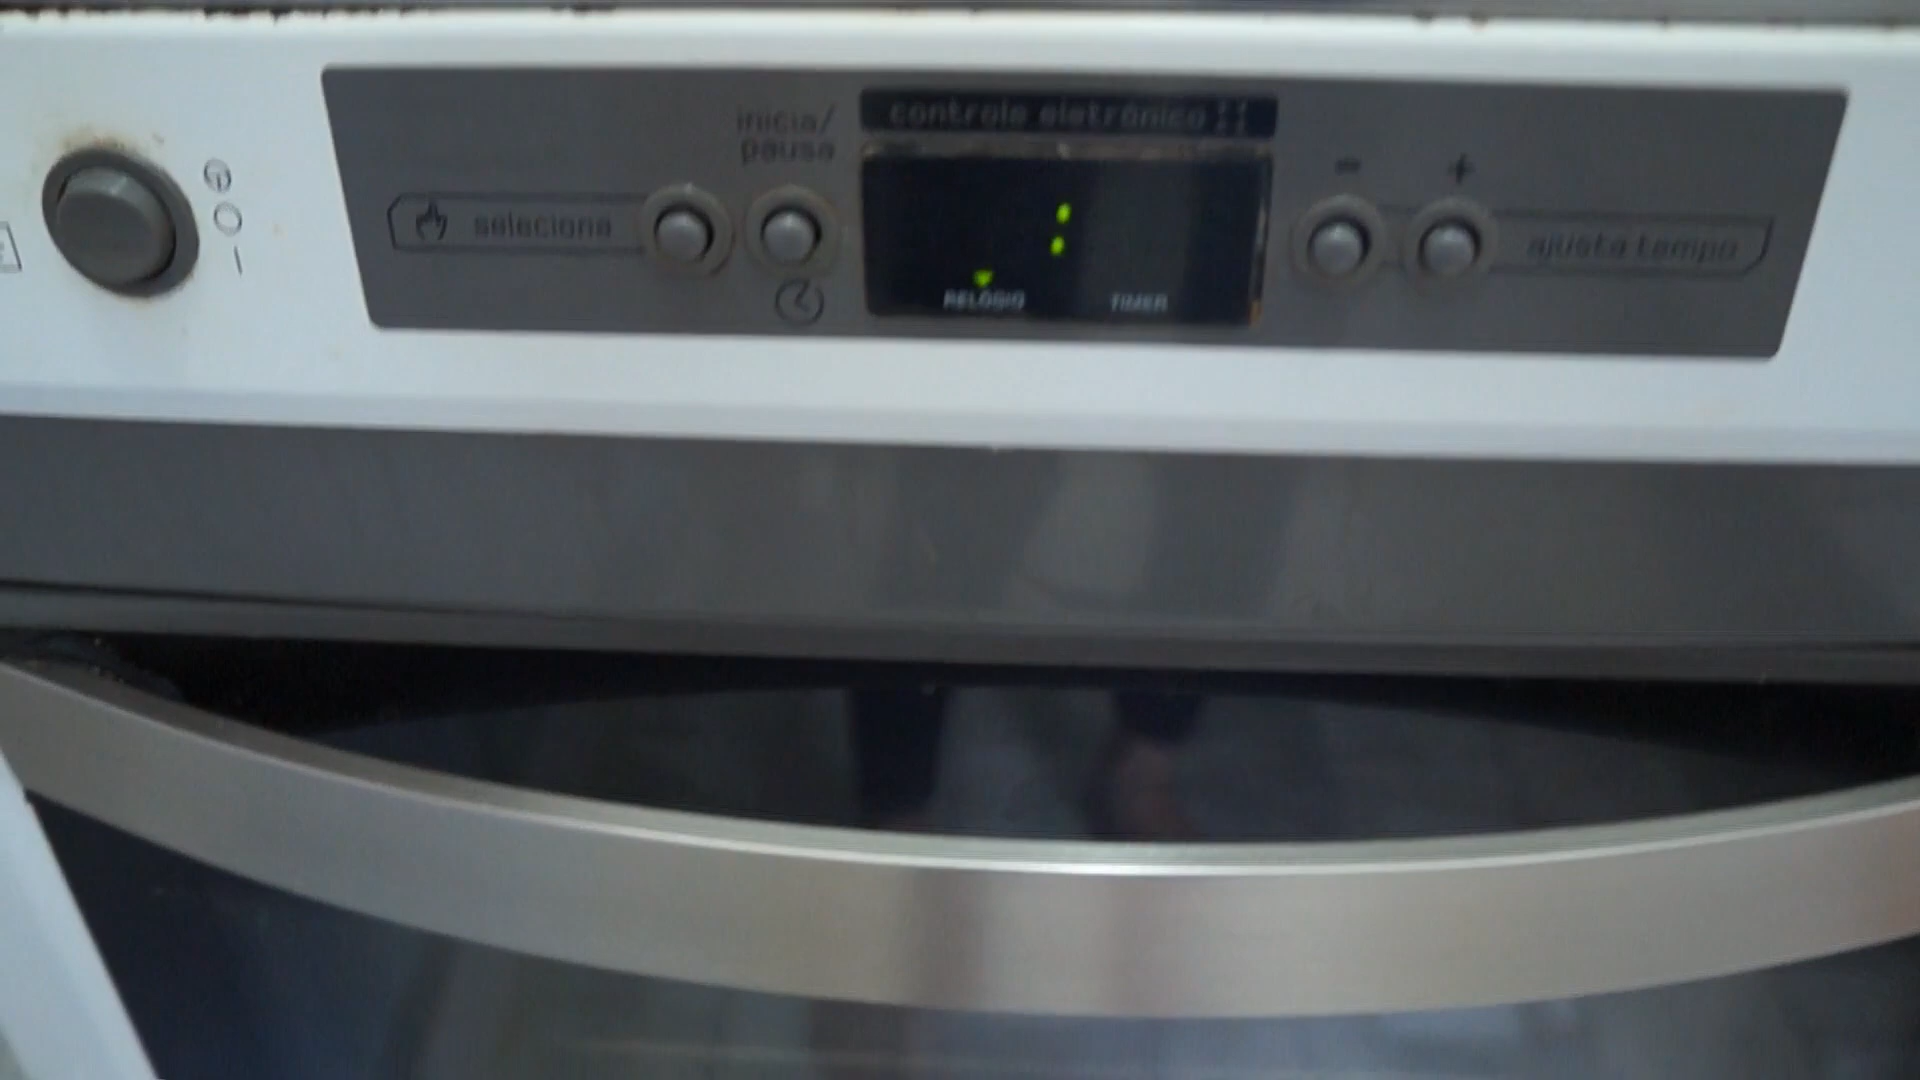 inicia/
pausa
controle eletrônico
- +
seleciona
ajusta tempo
RELÓGIO TIMER